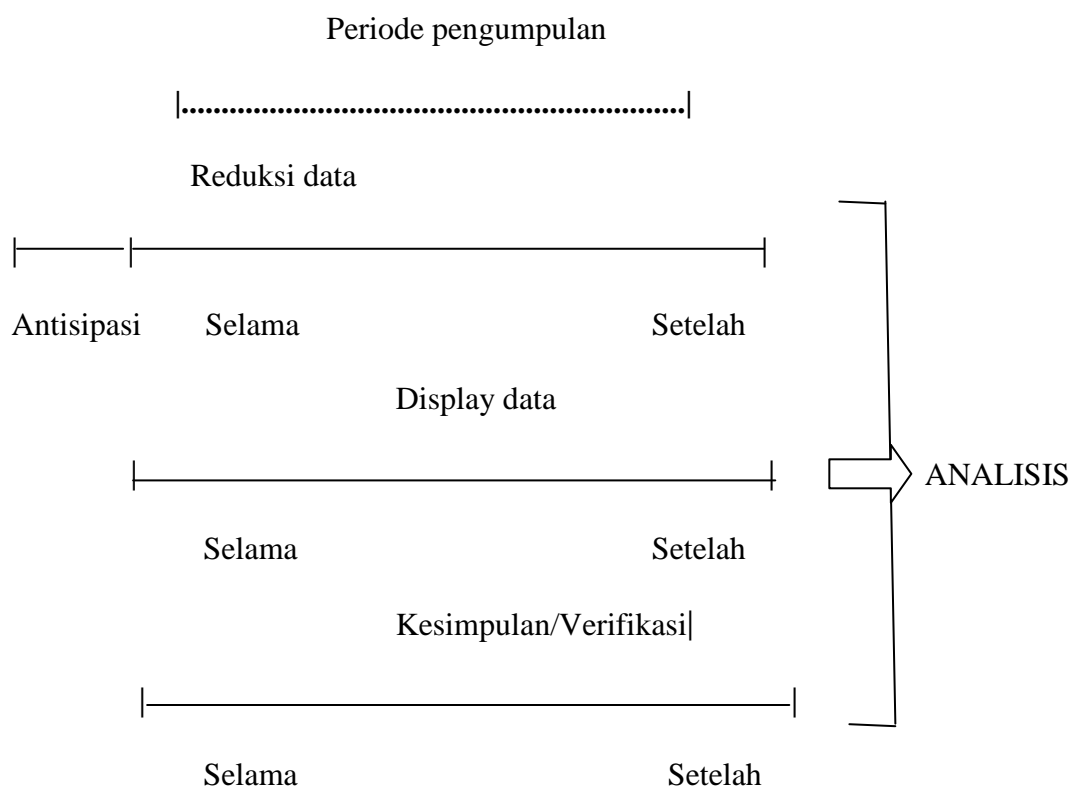 Periode pengumpulan
|.................................................................|
Reduksi data
Antisipasi Selama Setelah
Display data
ANALISIS
Selama Setelah
Kesimpulan/Verifikasi|
Selama Setelah